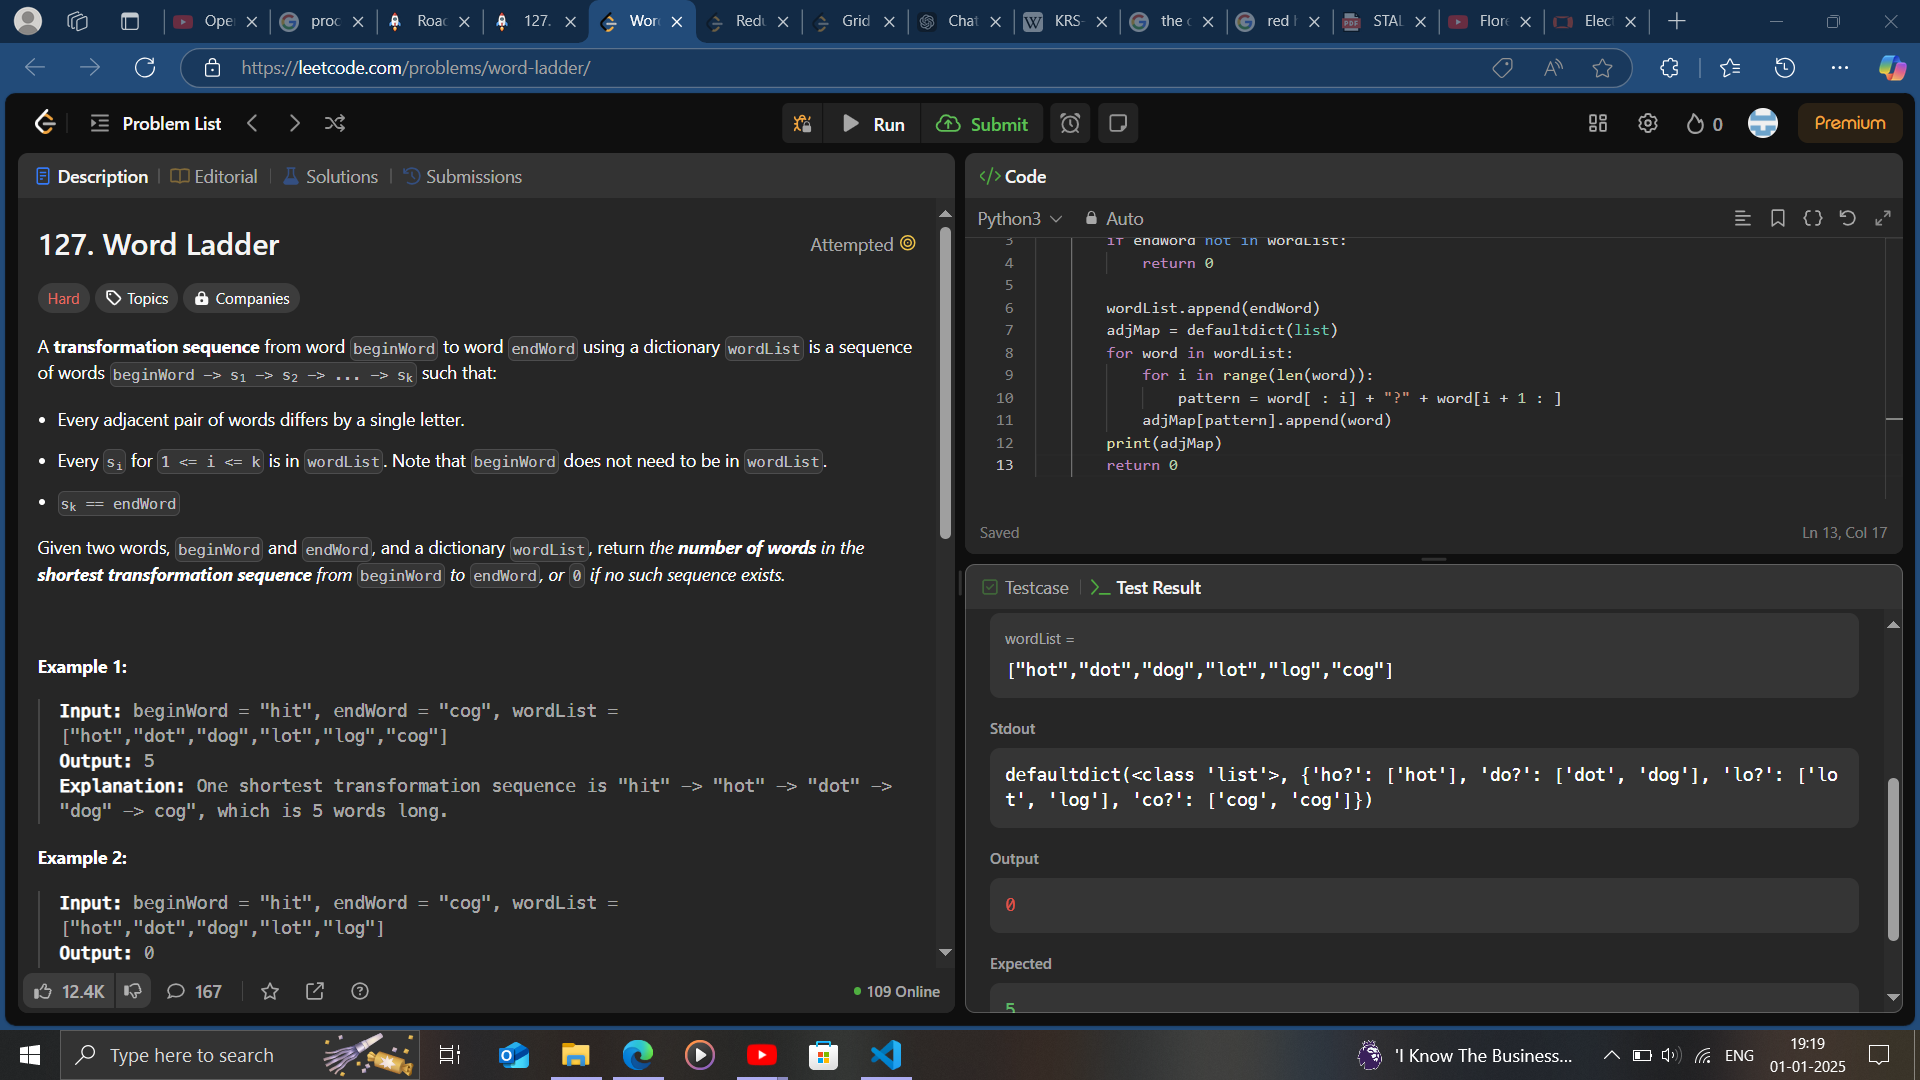 Oper
proc
Roac
127.
Wor
Redu
Grid
Chat
KRS-
the c
red h
STAL
Flore
Elect
https://leetcode.com/problems/word-ladder/
Problem List
Run
Submit
0
Premium
Description
Editorial
Solutions
Submissions
127. Word Ladder
Attempted
Hard
Topics
Companies
A transformation sequence from word beginWord to word endWord using a dictionary wordList is a sequence
of words beginWord -> s1 -> s2 -> ... -> sk such that:
• Every adjacent pair of words differs by a single letter.
• Every si for 1 <= i <= k is in wordList. Note that beginWord does not need to be in wordList.
• sk == endWord
Given two words, beginWord and endWord, and a dictionary wordList, return the number of words in the
shortest transformation sequence from beginWord to endWord, or 0 if no such sequence exists.
Example 1:
Input: beginWord = "hit", endWord = "cog", wordList =
["hot","dot","dog","lot","log","cog"]
Output: 5
Explanation: One shortest transformation sequence is "hit" -> "hot" -> "dot" ->
"dog" -> cog", which is 5 words long.
Example 2:
Input: beginWord = "hit", endWord = "cog", wordList =
["hot","dot","dog","lot","log"]
Output: 0
12.4K
167
109 Online
Code
Python3
Auto
3 if endWord not in wordList:
4 return 0
5
6 wordList.append(endWord)
7 adjMap = defaultdict(list)
8 for word in wordList:
9 for i in range(len(word)):
10 pattern = word[ : i] + "?" + word[i + 1 : ]
11 adjMap[pattern].append(word)
12 print(adjMap)
13 return 0
Saved
Ln 13, Col 17
Testcase
Test Result
wordList =
["hot","dot","dog","lot","log","cog"]
Stdout
defaultdict(<class 'list'>, {'ho?': ['hot'], 'do?': ['dot', 'dog'], 'lo?': ['lo
t', 'log'], 'co?': ['cog', 'cog']})
Output
0
Expected
5
Type here to search
'I Know The Business...
ENG
19:19
01-01-2025